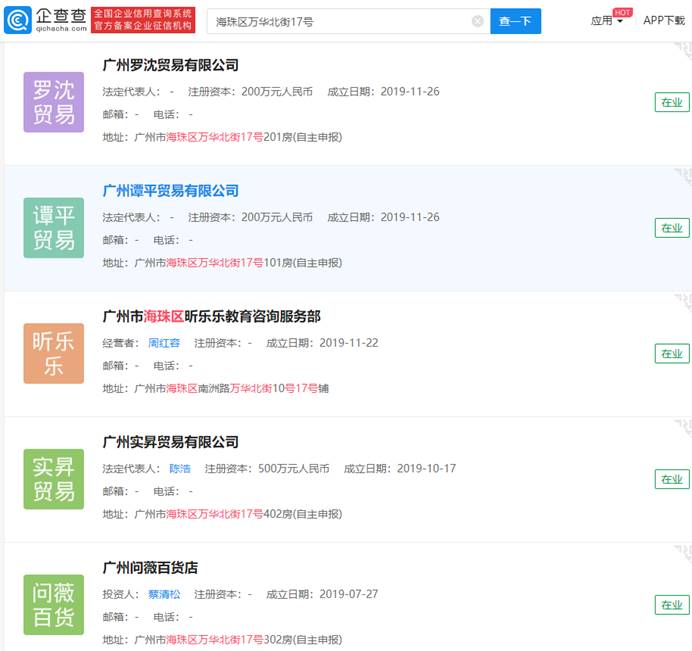 企查查
qichacha.com
全国企业信用查询系统
官方备案企业征信机构
海珠区万华北街17号
查一下
应用
HOT
APP下载
罗沈
贸易
广州罗沈贸易有限公司
法定代表人： - 注册资本：200万元人民币 成立日期：2019-11-26
邮箱：- 电话： -
地址：广州市海珠区万华北街17号201房(自主申报)
在业
谭平
贸易
广州谭平贸易有限公司
法定代表人： - 注册资本：200万元人民币 成立日期：2019-11-26
邮箱：- 电话： -
地址：广州市海珠区万华北街17号101房(自主申报)
在业
昕乐
乐
广州市海珠区昕乐乐教育咨询服务部
经营者： 周红容 注册资本：- 成立日期：2019-11-22
邮箱：- 电话： -
地址：广州市海珠区南洲路万华北街10号17号铺
在业
实昇
贸易
广州实昇贸易有限公司
法定代表人： 陈浩 注册资本：500万元人民币 成立日期：2019-10-17
邮箱：- 电话： -
地址：广州市海珠区万华北街17号402房(自主申报)
在业
问薇
百货
广州问薇百货店
投资人： 蔡清松 注册资本：- 成立日期：2019-07-27
邮箱：- 电话： -
地址：广州市海珠区万华北街17号302房(自主申报)
在业